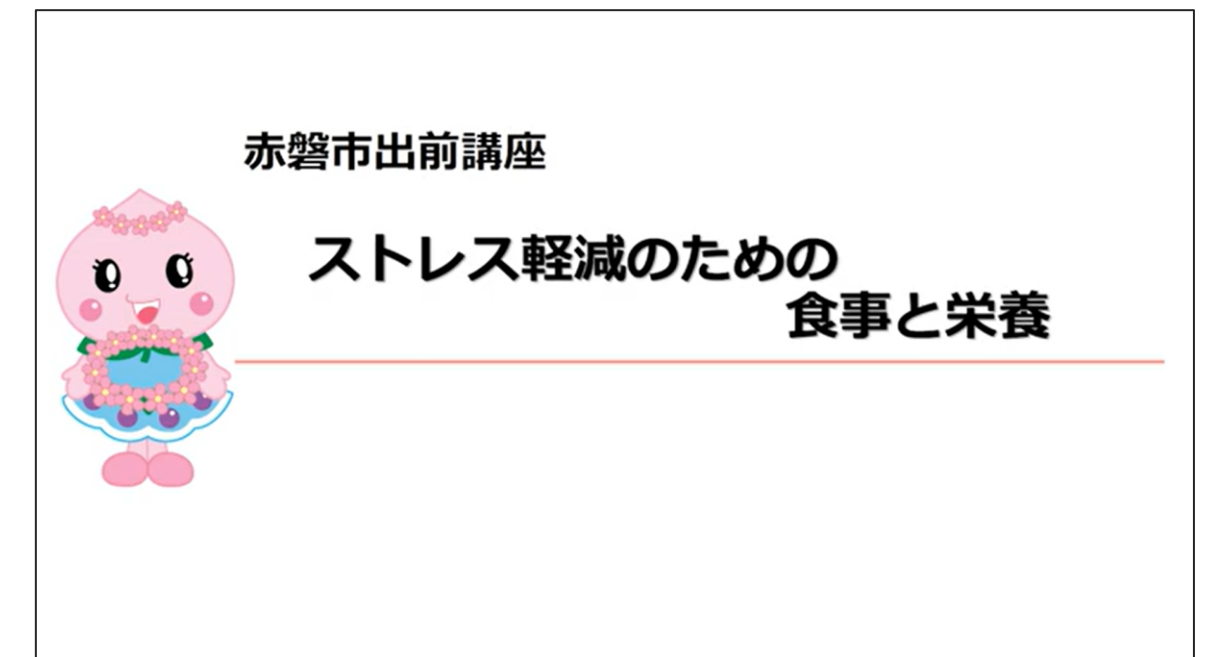 赤磐市出前講座
ストレス軽減のための
食事と栄養